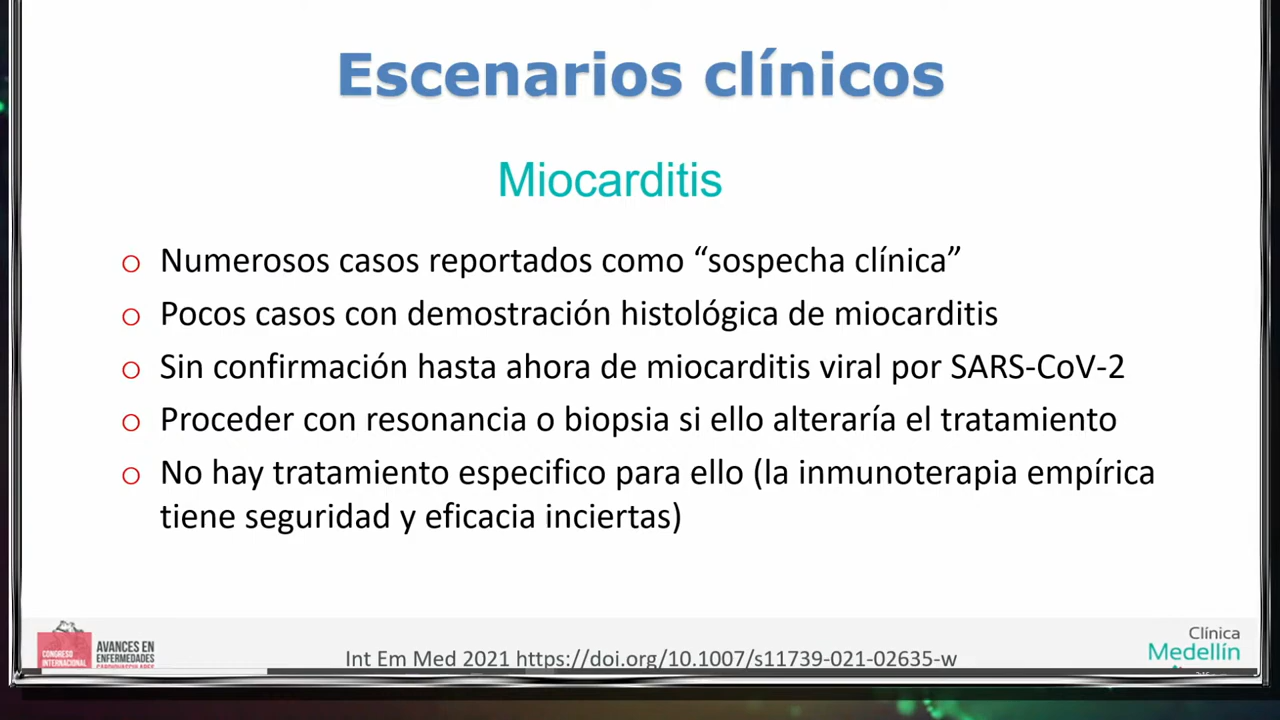 Escenarios clínicos
Miocarditis
o Numerosos casos reportados como “sospecha clínica”
o Pocos casos con demostración histológica de miocarditis
o Sin confirmación hasta ahora de miocarditis viral por SARS-CoV-2
o Proceder con resonancia o biopsia si ello alteraría el tratamiento
o No hay tratamiento especifico para ello (la inmunoterapia empírica
tiene seguridad y eficacia inciertas)
CONGRESO
INTERNACIONAL
AVANCES EN
ENFERMEDADES
CARDIOVASCULARES
Int Em Med 2021 https://doi.org/10.1007/s11739-021-02635-w
Clínica
Medellín